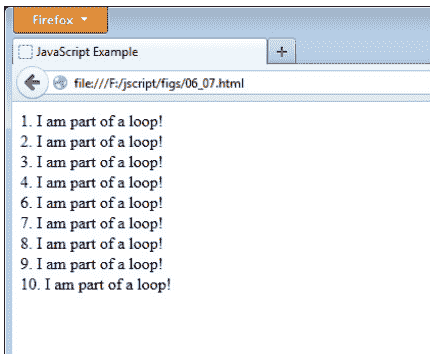 Firefox
JavaScript Example
file:///F:/jscript/figs/06_07.html
1. I am part of a loop!
2. I am part of a loop!
3. I am part of a loop!
4. I am part of a loop!
6. I am part of a loop!
7. I am part of a loop!
8. I am part of a loop!
9. I am part of a loop!
10. I am part of a loop!